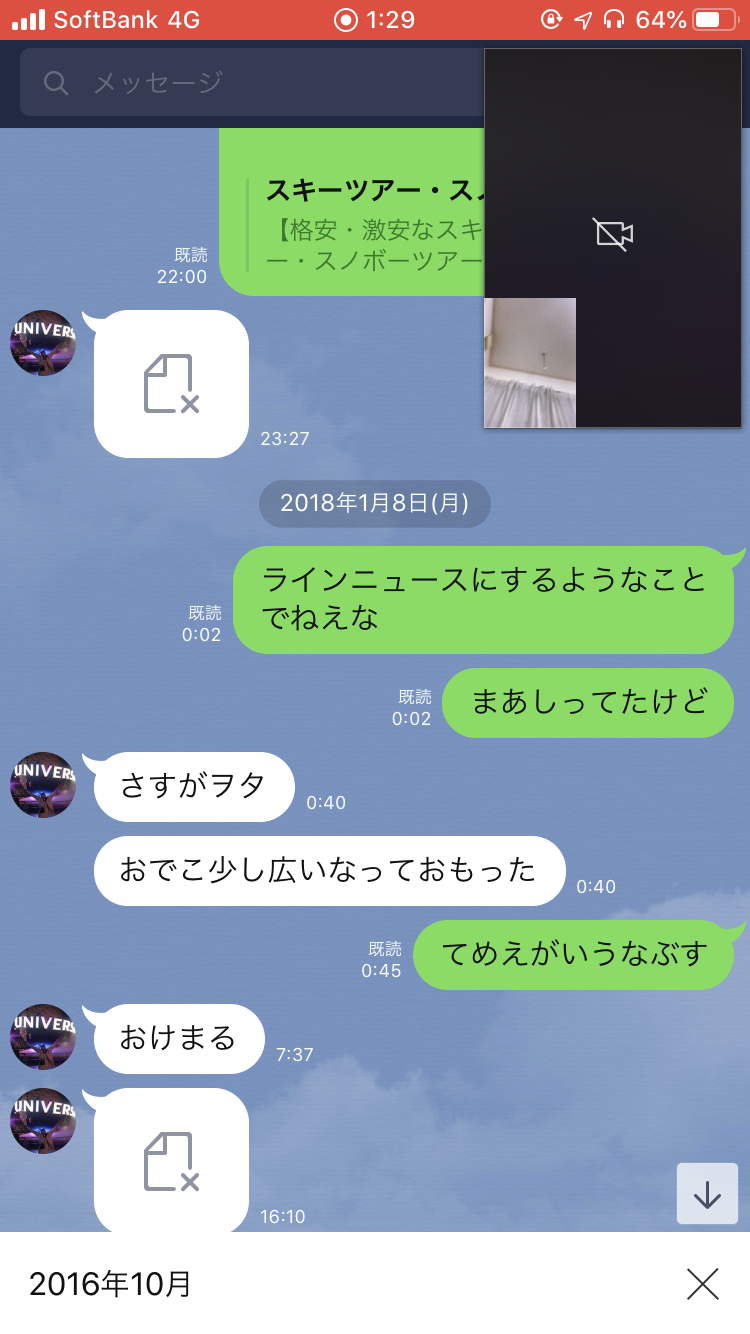 SoftBank 4G 1:29 64%
メッセージ
スキーツアー・ス
【格安・激安なスキ
ー・スノボーツアー
既読
22:00
UNIVERS
23:27
2018年1月8日(月)
ラインニュースにするようなこと
でねえな
既読
0:02
まあしってたけど
既読
0:02
UNIVERS
さすがヲタ
0:40
おでこ少し広いなっておもった
0:40
てめえがいうなぶす
既読
0:45
UNIVERS
おけまる
7:37
UNIVERS
16:10
2016年10月